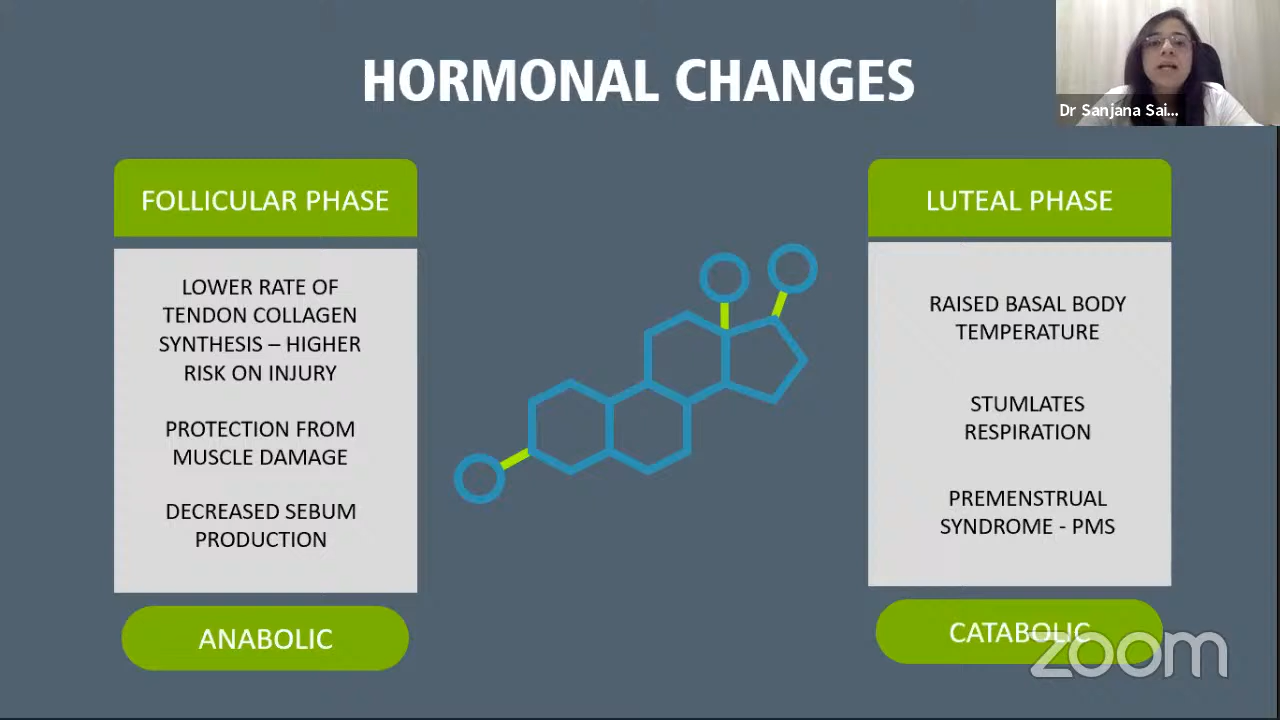 HORMONAL CHANGES
Dr Sanjana Sai...
FOLLICULAR PHASE
LOWER RATE OF
TENDON COLLAGEN
SYNTHESIS – HIGHER
RISK ON INJURY
PROTECTION FROM
MUSCLE DAMAGE
DECREASED SEBUM
PRODUCTION
ANABOLIC
LUTEAL PHASE
RAISED BASAL BODY
TEMPERATURE
STUMLATES
RESPIRATION
PREMENSTRUAL
SYNDROME - PMS
CATABOLIC
zoom